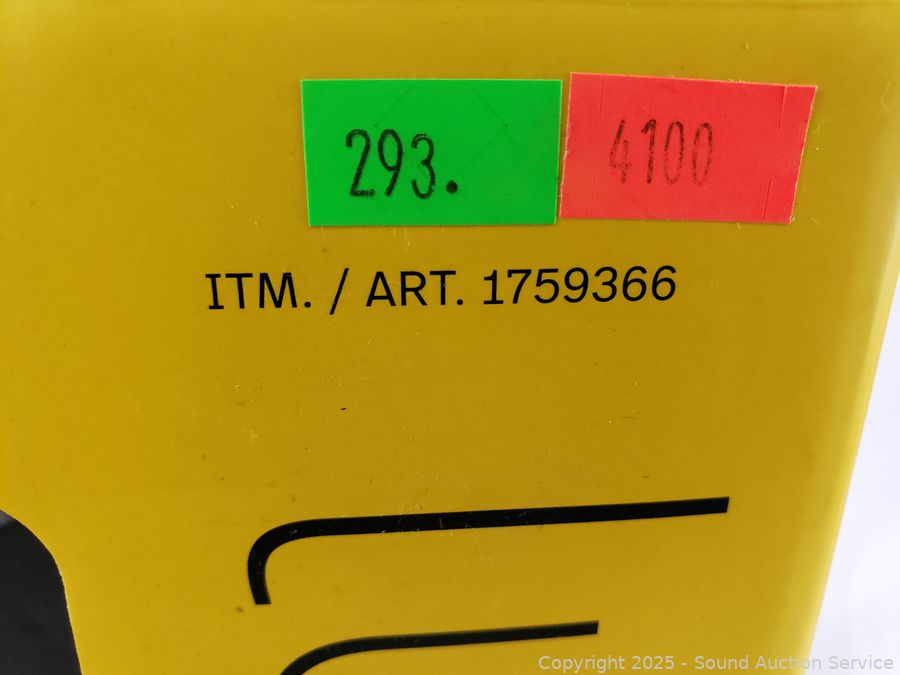 293.
4100
ITM. / ART. 1759366
Copyright 2025 - Sound Auction Service